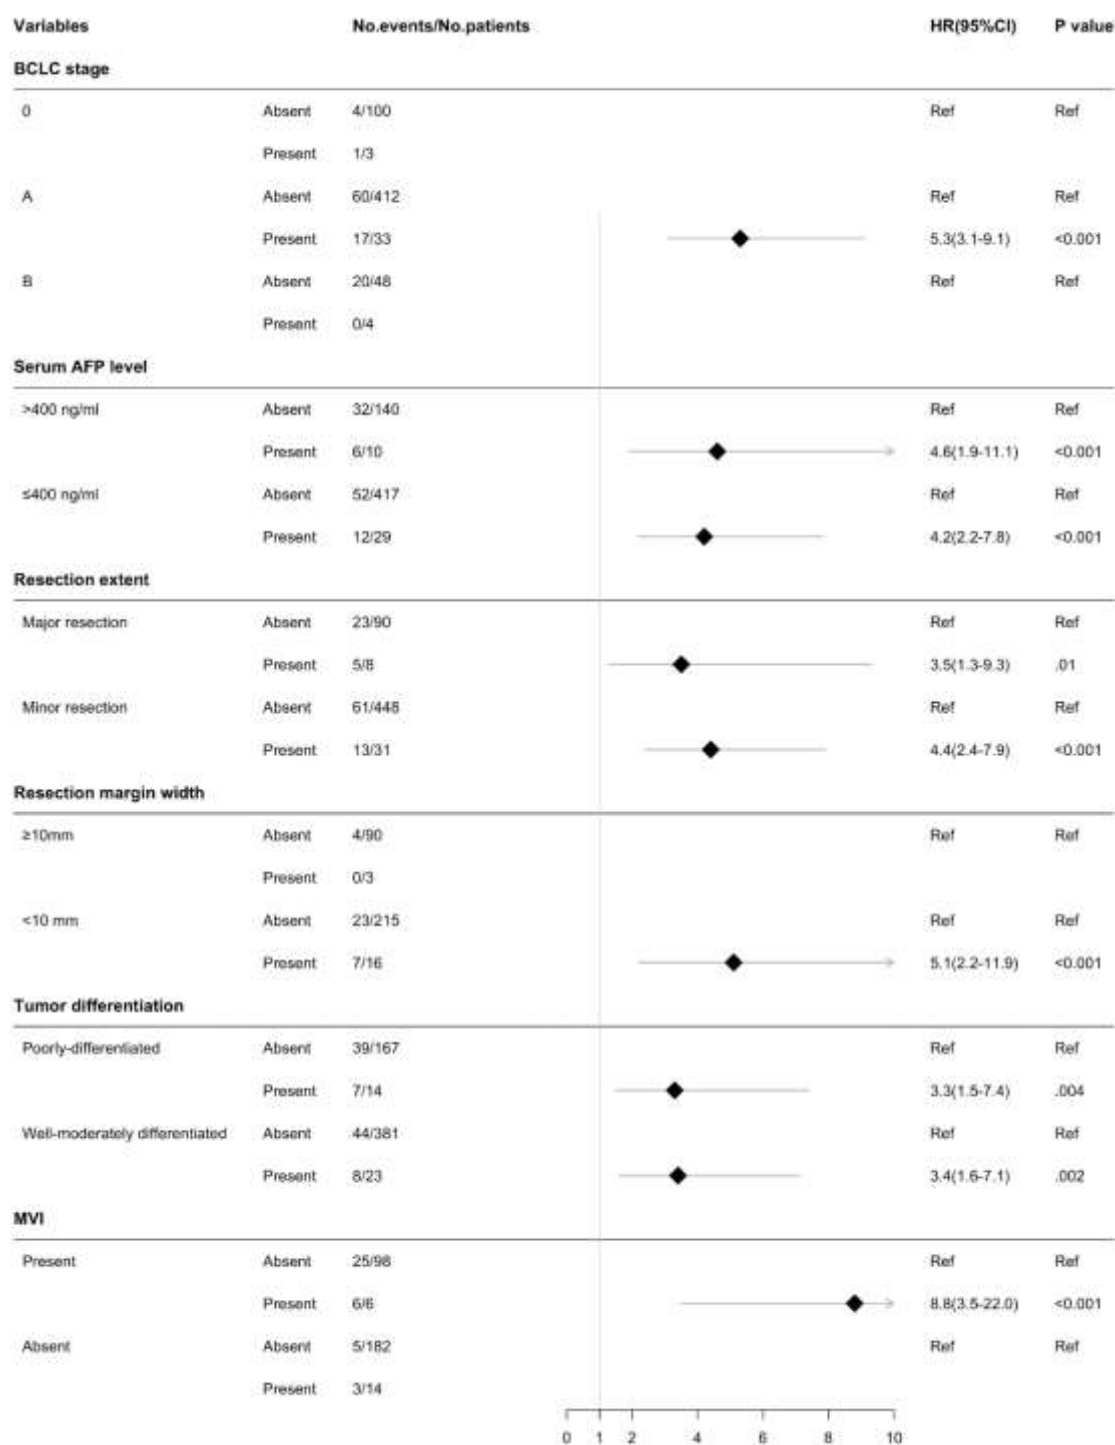 Variables No.events/No.patients HR(95%CI) P value
BCLC stage
0 Absent 4/100 Ref Ref
Present 1/3
A Absent 60/412 Ref Ref
Present 17/33 5.3(3.1-9.1) <0.001
B Absent 20/48 Ref Ref
Present 0/4
Serum AFP level
>400 ng/ml Absent 32/140 Ref Ref
Present 6/10 4.6(1.9-11.1) <0.001
≤400 ng/ml Absent 52/417 Ref Ref
Present 12/29 4.2(2.2-7.8) <0.001
Resection extent
Major resection Absent 23/90 Ref Ref
Present 5/8 3.5(1.3-9.3) .01
Minor resection Absent 61/448 Ref Ref
Present 13/31 4.4(2.4-7.9) <0.001
Resection margin width
≥10mm Absent 4/90 Ref Ref
Present 0/3
<10 mm Absent 23/215 Ref Ref
Present 7/16 5.1(2.2-11.9) <0.001
Tumor differentiation
Poorly-differentiated Absent 39/167 Ref Ref
Present 7/14 3.3(1.5-7.4) .004
Well-moderately differentiated Absent 44/381 Ref Ref
Present 8/23 3.4(1.6-7.1) .002
MVI
Present Absent 25/98 Ref Ref
Present 6/6 8.8(3.5-22.0) <0.001
Absent Absent 5/182 Ref Ref
Present 3/14
0 1 2 4 6 8 10